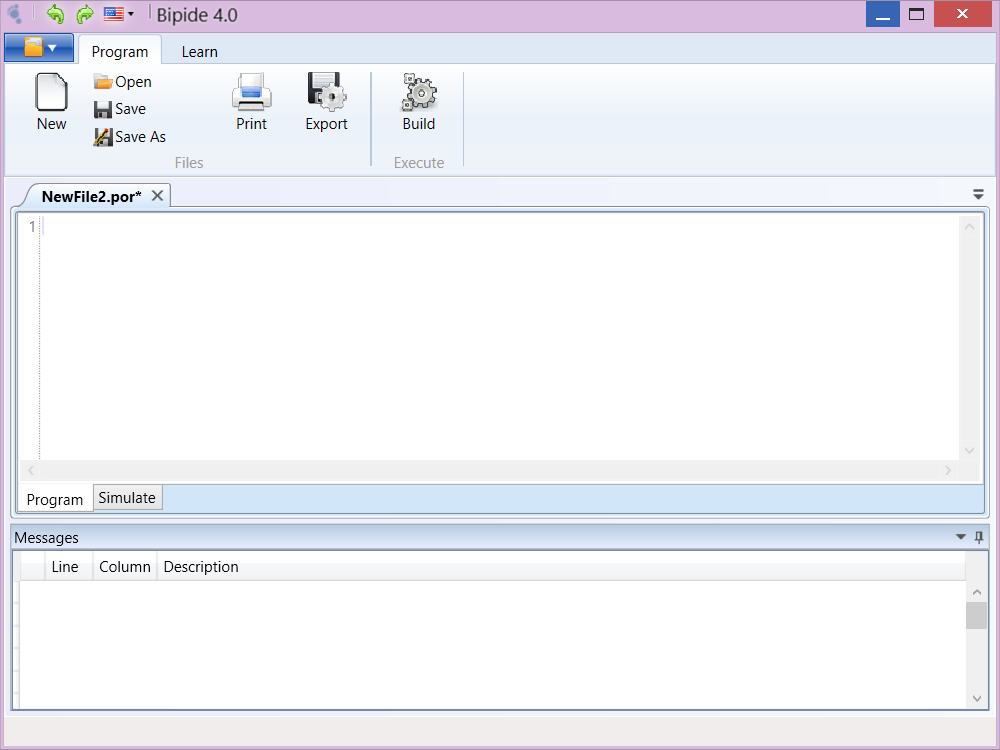 Bipide 4.0
Program Learn
New
Open
Save
Save As
Print
Export
Build
Files
Execute
NewFile2.por*
1
Program Simulate
Messages
Line Column Description